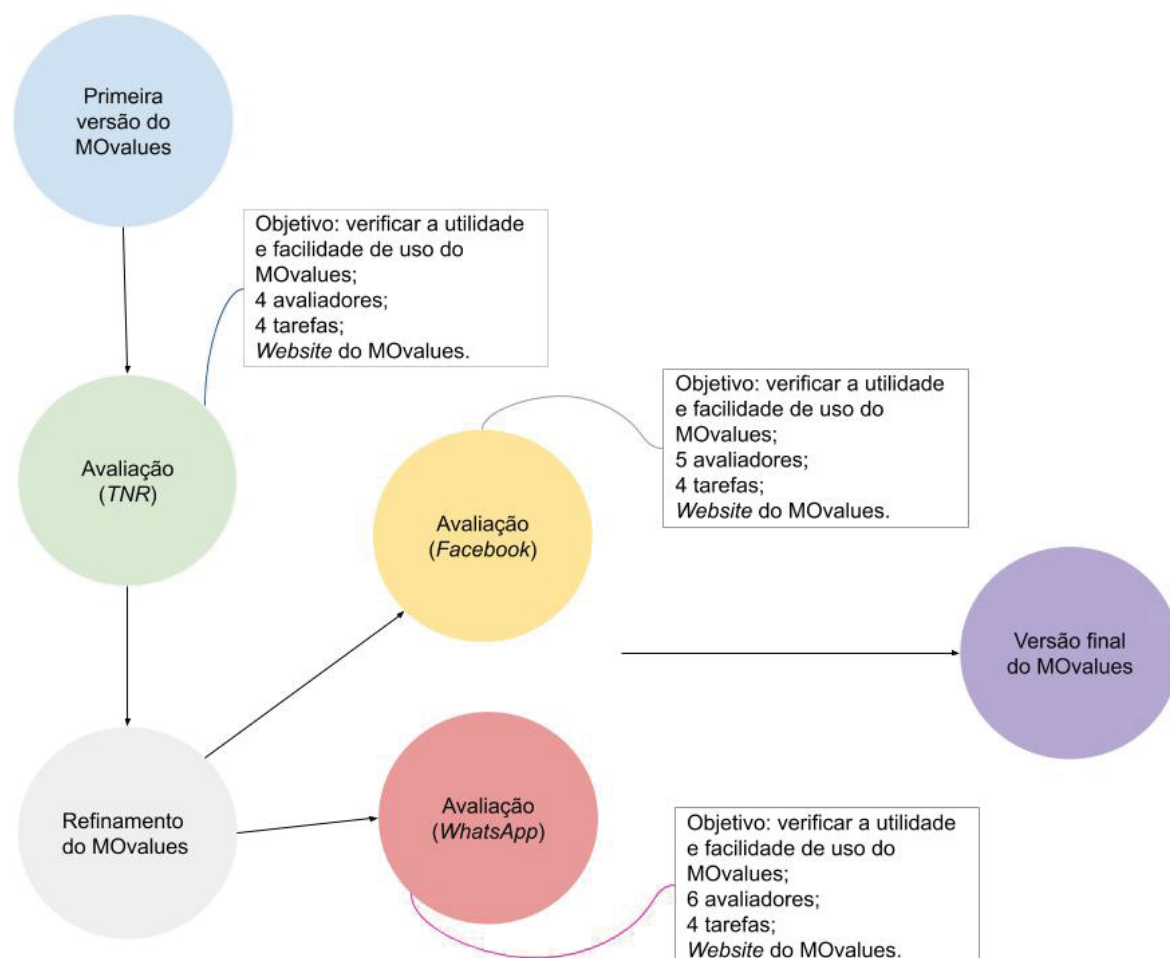 Primeira
versão do
MOvalues
Objetivo: verificar a utilidade
e facilidade de uso do
MOvalues;
4 avaliadores;
4 tarefas;
Website do MOvalues.
Avaliação
(TNR)
Objetivo: verificar a utilidade
e facilidade de uso do
MOvalues;
5 avaliadores;
4 tarefas;
Website do MOvalues.
Avaliação
(Facebook)
Versão final
do MOvalues
Refinamento
do MOvalues
Avaliação
(WhatsApp)
Objetivo: verificar a utilidade
e facilidade de uso do
MOvalues;
6 avaliadores;
4 tarefas;
Website do MOvalues.